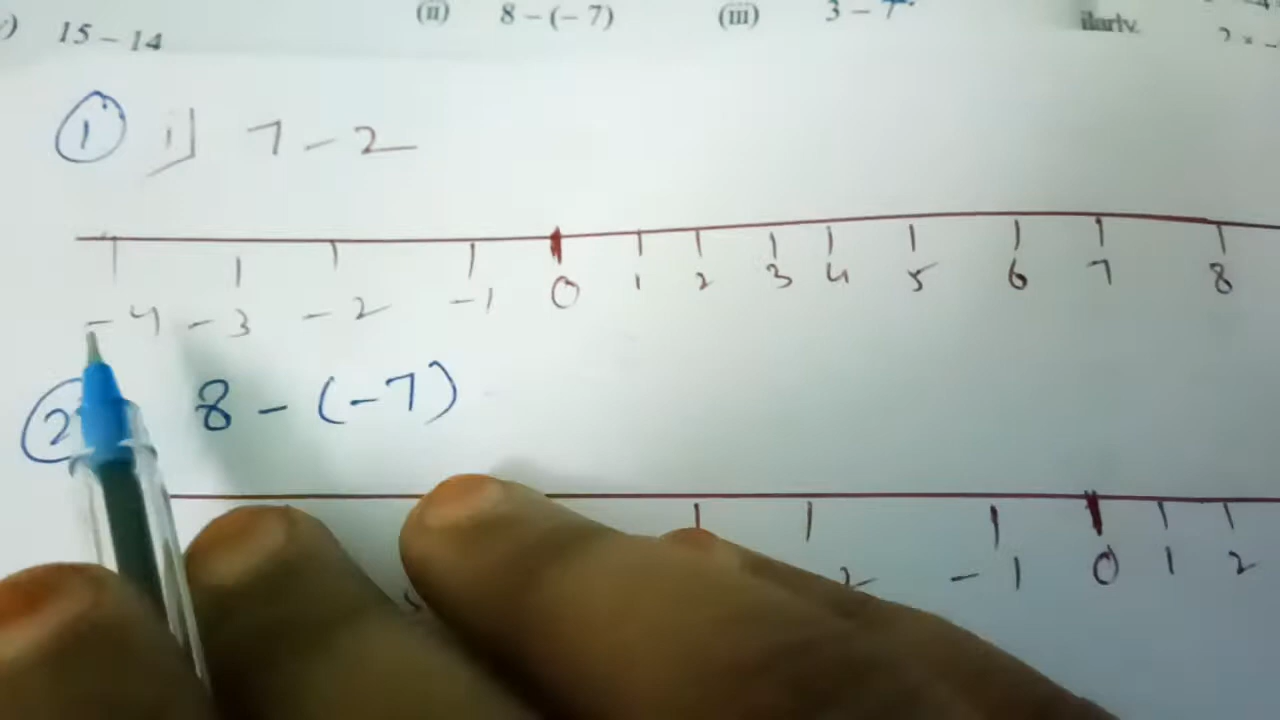 (ii) 8 – (– 7) (iii) 3 –
15 – 14
ilarly.
1 i) 7 - 2
0 1 2 3 4 5 6 7 8
- 4 - 3 - 2 - 1
2 8 - (-7)
2 - 1 0 1 2